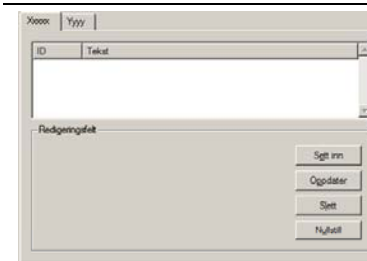 Xxxxx Yyyy
ID Tekst
Redigeringsfelt
Sett inn
Oppdater
Slett
Nullstill